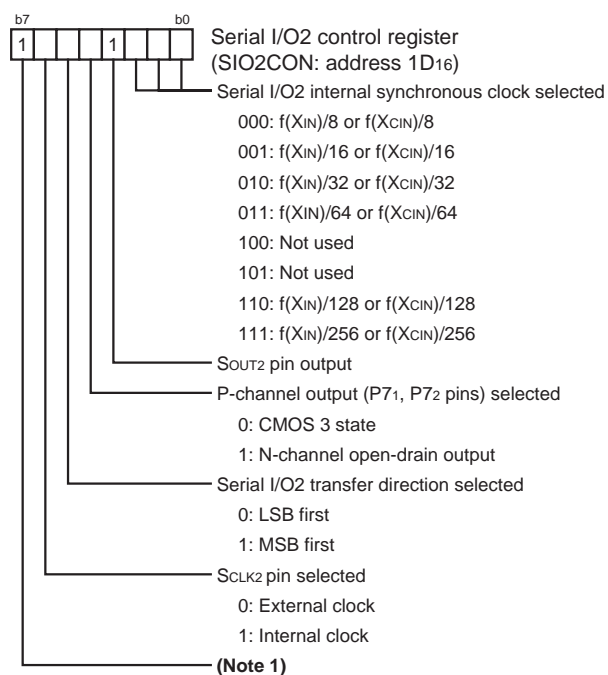 b7 b0
1 1
Serial I/O2 control register
(SIO2CON: address 1D16)
Serial I/O2 internal synchronous clock selected
000: f(XIN)/8 or f(XCIN)/8
001: f(XIN)/16 or f(XCIN)/16
010: f(XIN)/32 or f(XCIN)/32
011: f(XIN)/64 or f(XCIN)/64
100: Not used
101: Not used
110: f(XIN)/128 or f(XCIN)/128
111: f(XIN)/256 or f(XCIN)/256
SOUT2 pin output
P-channel output (P71, P72 pins) selected
0: CMOS 3 state
1: N-channel open-drain output
Serial I/O2 transfer direction selected
0: LSB first
1: MSB first
SCLK2 pin selected
0: External clock
1: Internal clock
(Note 1)